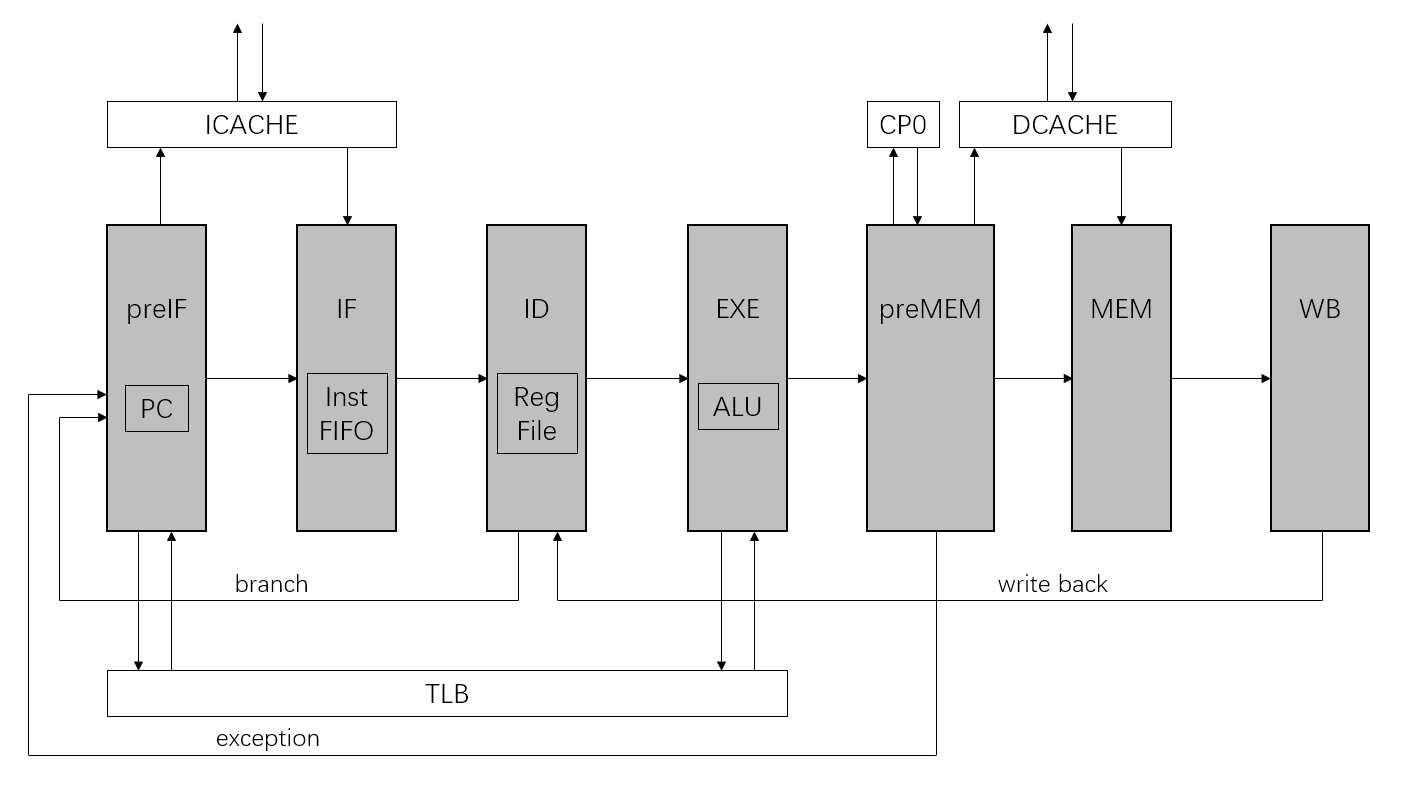 ICACHE
CP0
DCACHE
preIF
IF
ID
EXE
preMEM
MEM
WB
PC
Inst
FIFO
Reg
File
ALU
branch
write back
TLB
exception